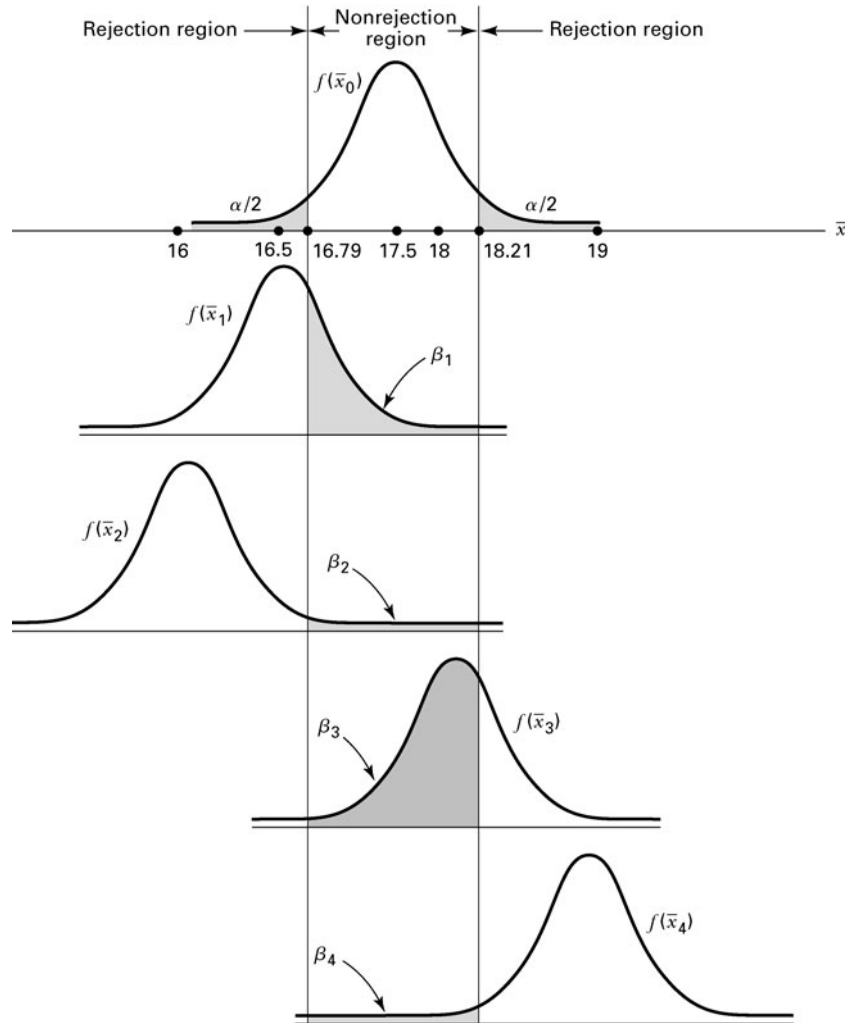 Rejection region
Nonrejection
region
Rejection region
f(x̄₀)
α/2
α/2
x̄
16
16.5
16.79
17.5
18
18.21
19
f(x̄₁)
β₁
f(x̄₂)
β₂
β₃
f(x̄₃)
f(x̄₄)
β₄